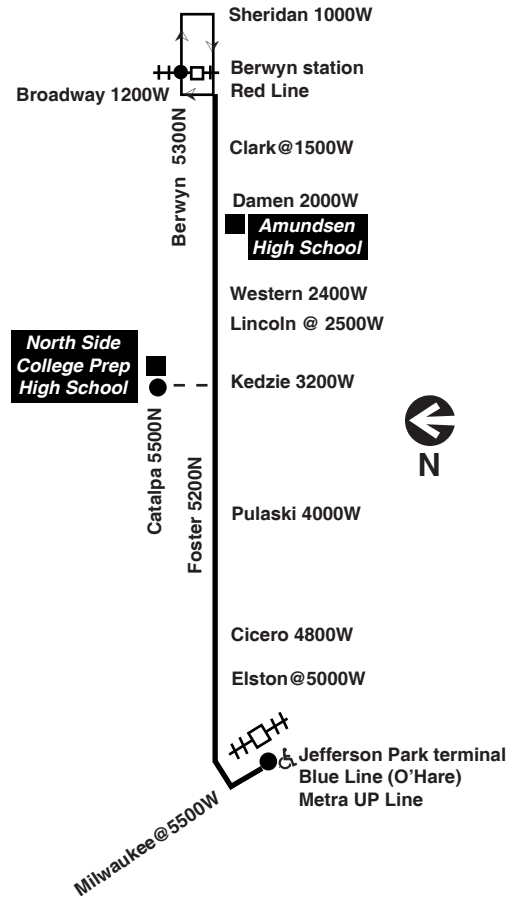 Sheridan 1000W
Berwyn station
Red Line
Broadway 1200W
Berwyn 5300N
Clark@1500W
Damen 2000W
Amundsen
High School
Western 2400W
Lincoln @ 2500W
North Side
College Prep
High School
Kedzie 3200W
Catalpa 5500N
Foster 5200N
N
Pulaski 4000W
Cicero 4800W
Elston@5000W
Jefferson Park terminal
Blue Line (O'Hare)
Metra UP Line
Milwaukee@5500W